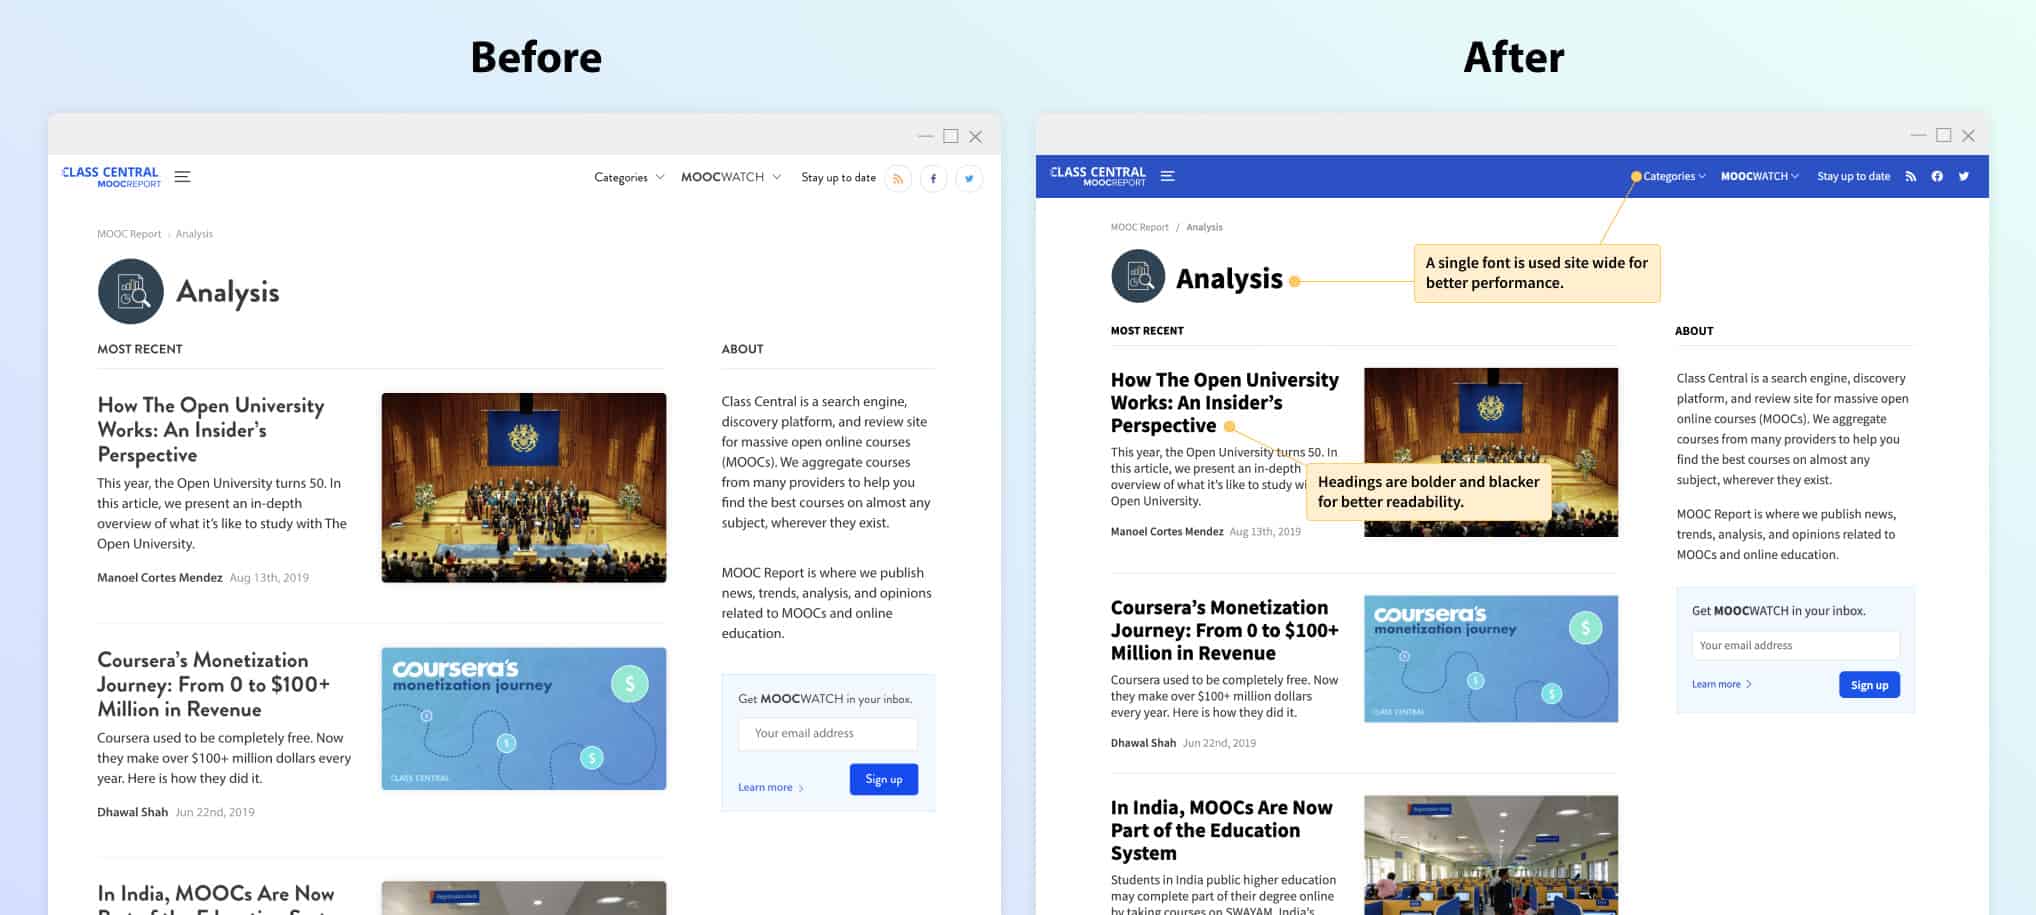 Before
CLASS CENTRAL
MOOCREPORT
Categories
MOOCWATCH
Stay up to date
MOOC Report › Analysis
Analysis
MOST RECENT
How The Open University
Works: An Insider’s
Perspective
This year, the Open University turns 50. In
this article, we present an in-depth
overview of what it’s like to study with The
Open University.
Manoel Cortes Mendez Aug 13th, 2019
Coursera’s Monetization
Journey: From 0 to $100+
Million in Revenue
Coursera used to be completely free. Now
they make over $100+ million dollars every
year. Here is how they did it.
Dhawal Shah Jun 22nd, 2019
coursera's
monetization journey
$
$
$
CLASS CENTRAL
In India, MOOCs Are Now
Part of the Education System
ABOUT
Class Central is a search engine,
discovery platform, and review site
for massive open online courses
(MOOCs). We aggregate courses
from many providers to help you
find the best courses on almost any
subject, wherever they exist.
MOOC Report is where we publish
news, trends, analysis, and opinions
related to MOOCs and online
education.
Get MOOCWATCH in your inbox.
Your email address
Learn more
Sign up
After
CLASS CENTRAL
MOOCREPORT
Categories
MOOCWATCH
Stay up to date
MOOC Report / Analysis
Analysis
A single font is used site wide for
better performance.
MOST RECENT
How The Open University
Works: An Insider’s
Perspective
This year, the Open University turns 50. In
this article, we present an in-depth
overview of what it’s like to study
Open University.
Headings are bolder and blacker
for better readability.
Manoel Cortes Mendez Aug 13th, 2019
Coursera’s Monetization
Journey: From 0 to $100+
Million in Revenue
Coursera used to be completely free. Now
they make over $100+ million dollars
every year. Here is how they did it.
Dhawal Shah Jun 22nd, 2019
coursera's
monetization journey
$
$
$
CLASS CENTRAL
In India, MOOCs Are Now
Part of the Education
System
Students in India public higher education
may complete part of their degree online
by taking courses on SWAYAM, India’s
ABOUT
Class Central is a search engine, discovery
platform, and review site for massive open
online courses (MOOCs). We aggregate
courses from many providers to help you
find the best courses on almost any
subject, wherever they exist.
MOOC Report is where we publish news,
trends, analysis, and opinions related to
MOOCs and online education.
Get MOOCWATCH in your inbox.
Your email address
Learn more
Sign up